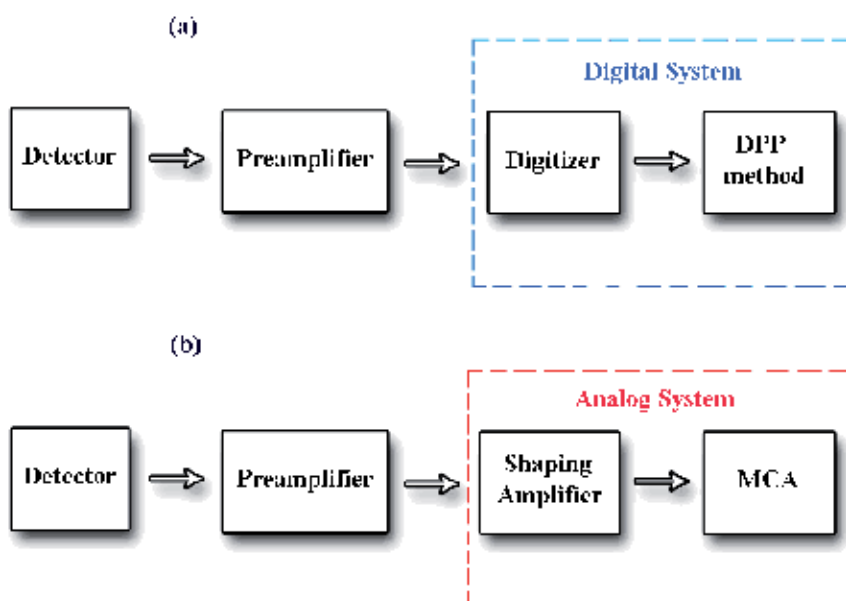 (a)
Digital System
Detector
Preamplifier
Digitizer
DPP
method
(b)
Analog System
Detector
Preamplifier
Shaping
Amplifier
MCA